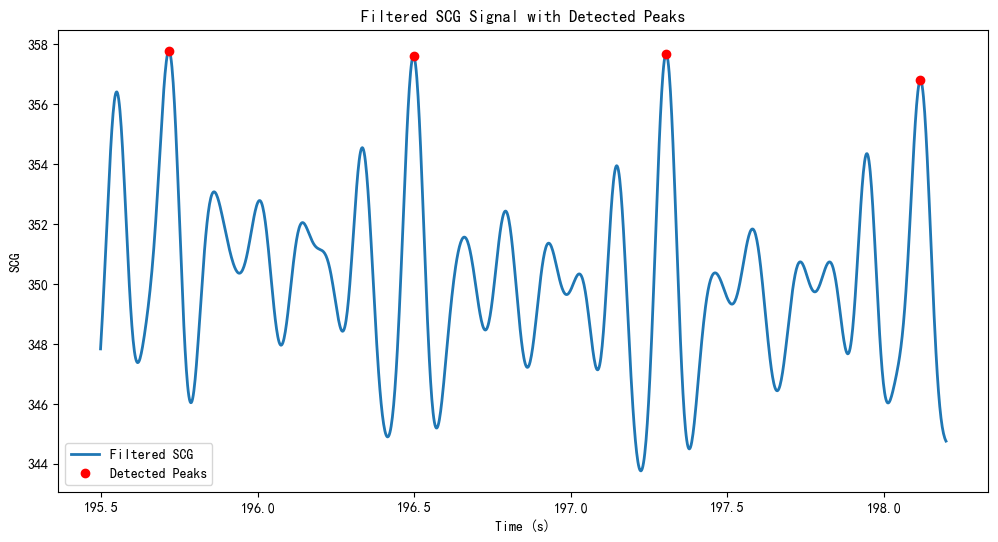 Filtered SCG Signal with Detected Peaks
358
356
354
352
350
348
346
344
SCG
Filtered SCG
Detected Peaks
195.5 196.0 196.5 197.0 197.5 198.0
Time (s)